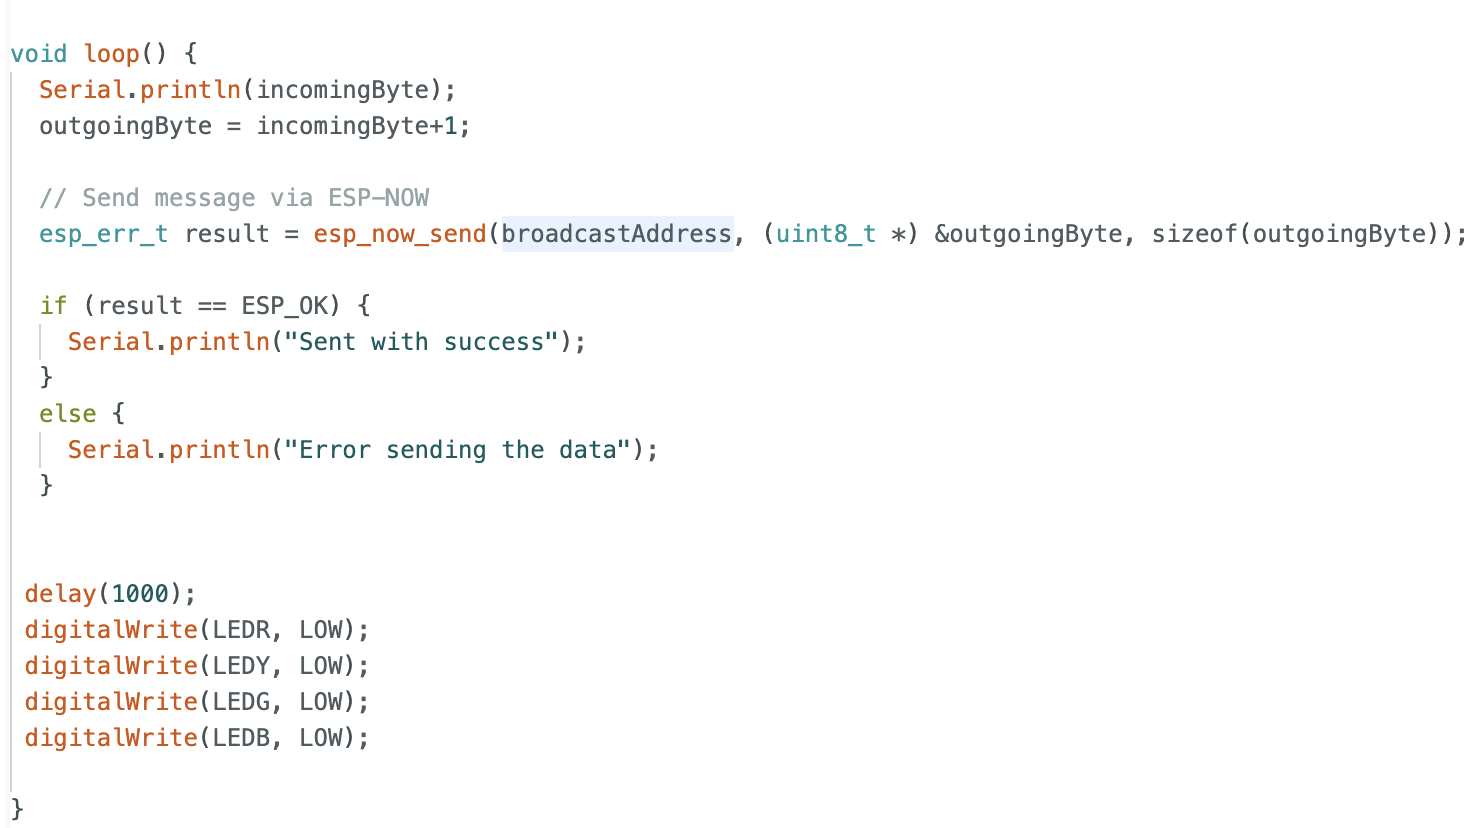 void loop() {
Serial.println(incomingByte);
outgoingByte = incomingByte+1;
// Send message via ESP-NOW
esp_err_t result = esp_now_send(broadcastAddress, (uint8_t *) &outgoingByte, sizeof(outgoingByte));
if (result == ESP_OK) {
Serial.println("Sent with success");
}
else {
Serial.println("Error sending the data");
}
delay(1000);
digitalWrite(LEDR, LOW);
digitalWrite(LEDY, LOW);
digitalWrite(LEDG, LOW);
digitalWrite(LEDB, LOW);
}